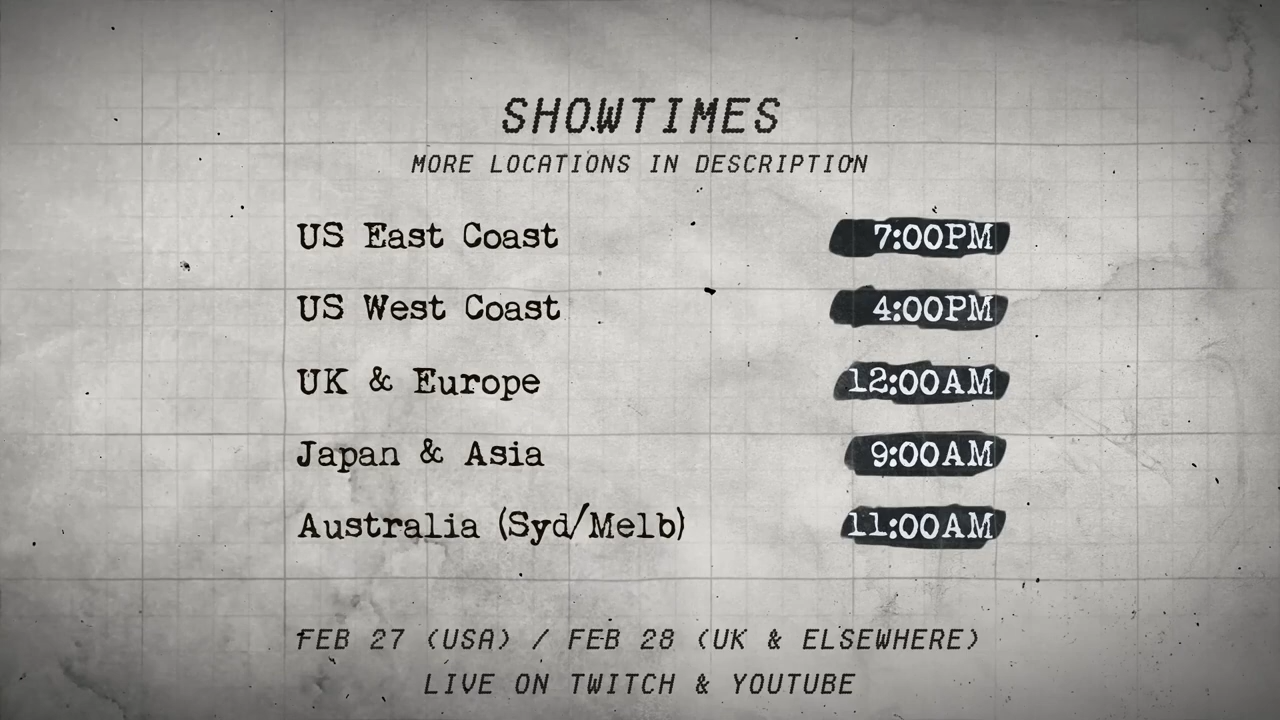 SHOWTIMES
MORE LOCATIONS IN DESCRIPTION
US East Coast 7:00PM
US West Coast 4:00PM
UK & Europe 12:00AM
Japan & Asia 9:00AM
Australia (Syd/Melb) 11:00AM
FEB 27 (USA) / FEB 28 (UK & ELSEWHERE)
LIVE ON TWITCH & YOUTUBE